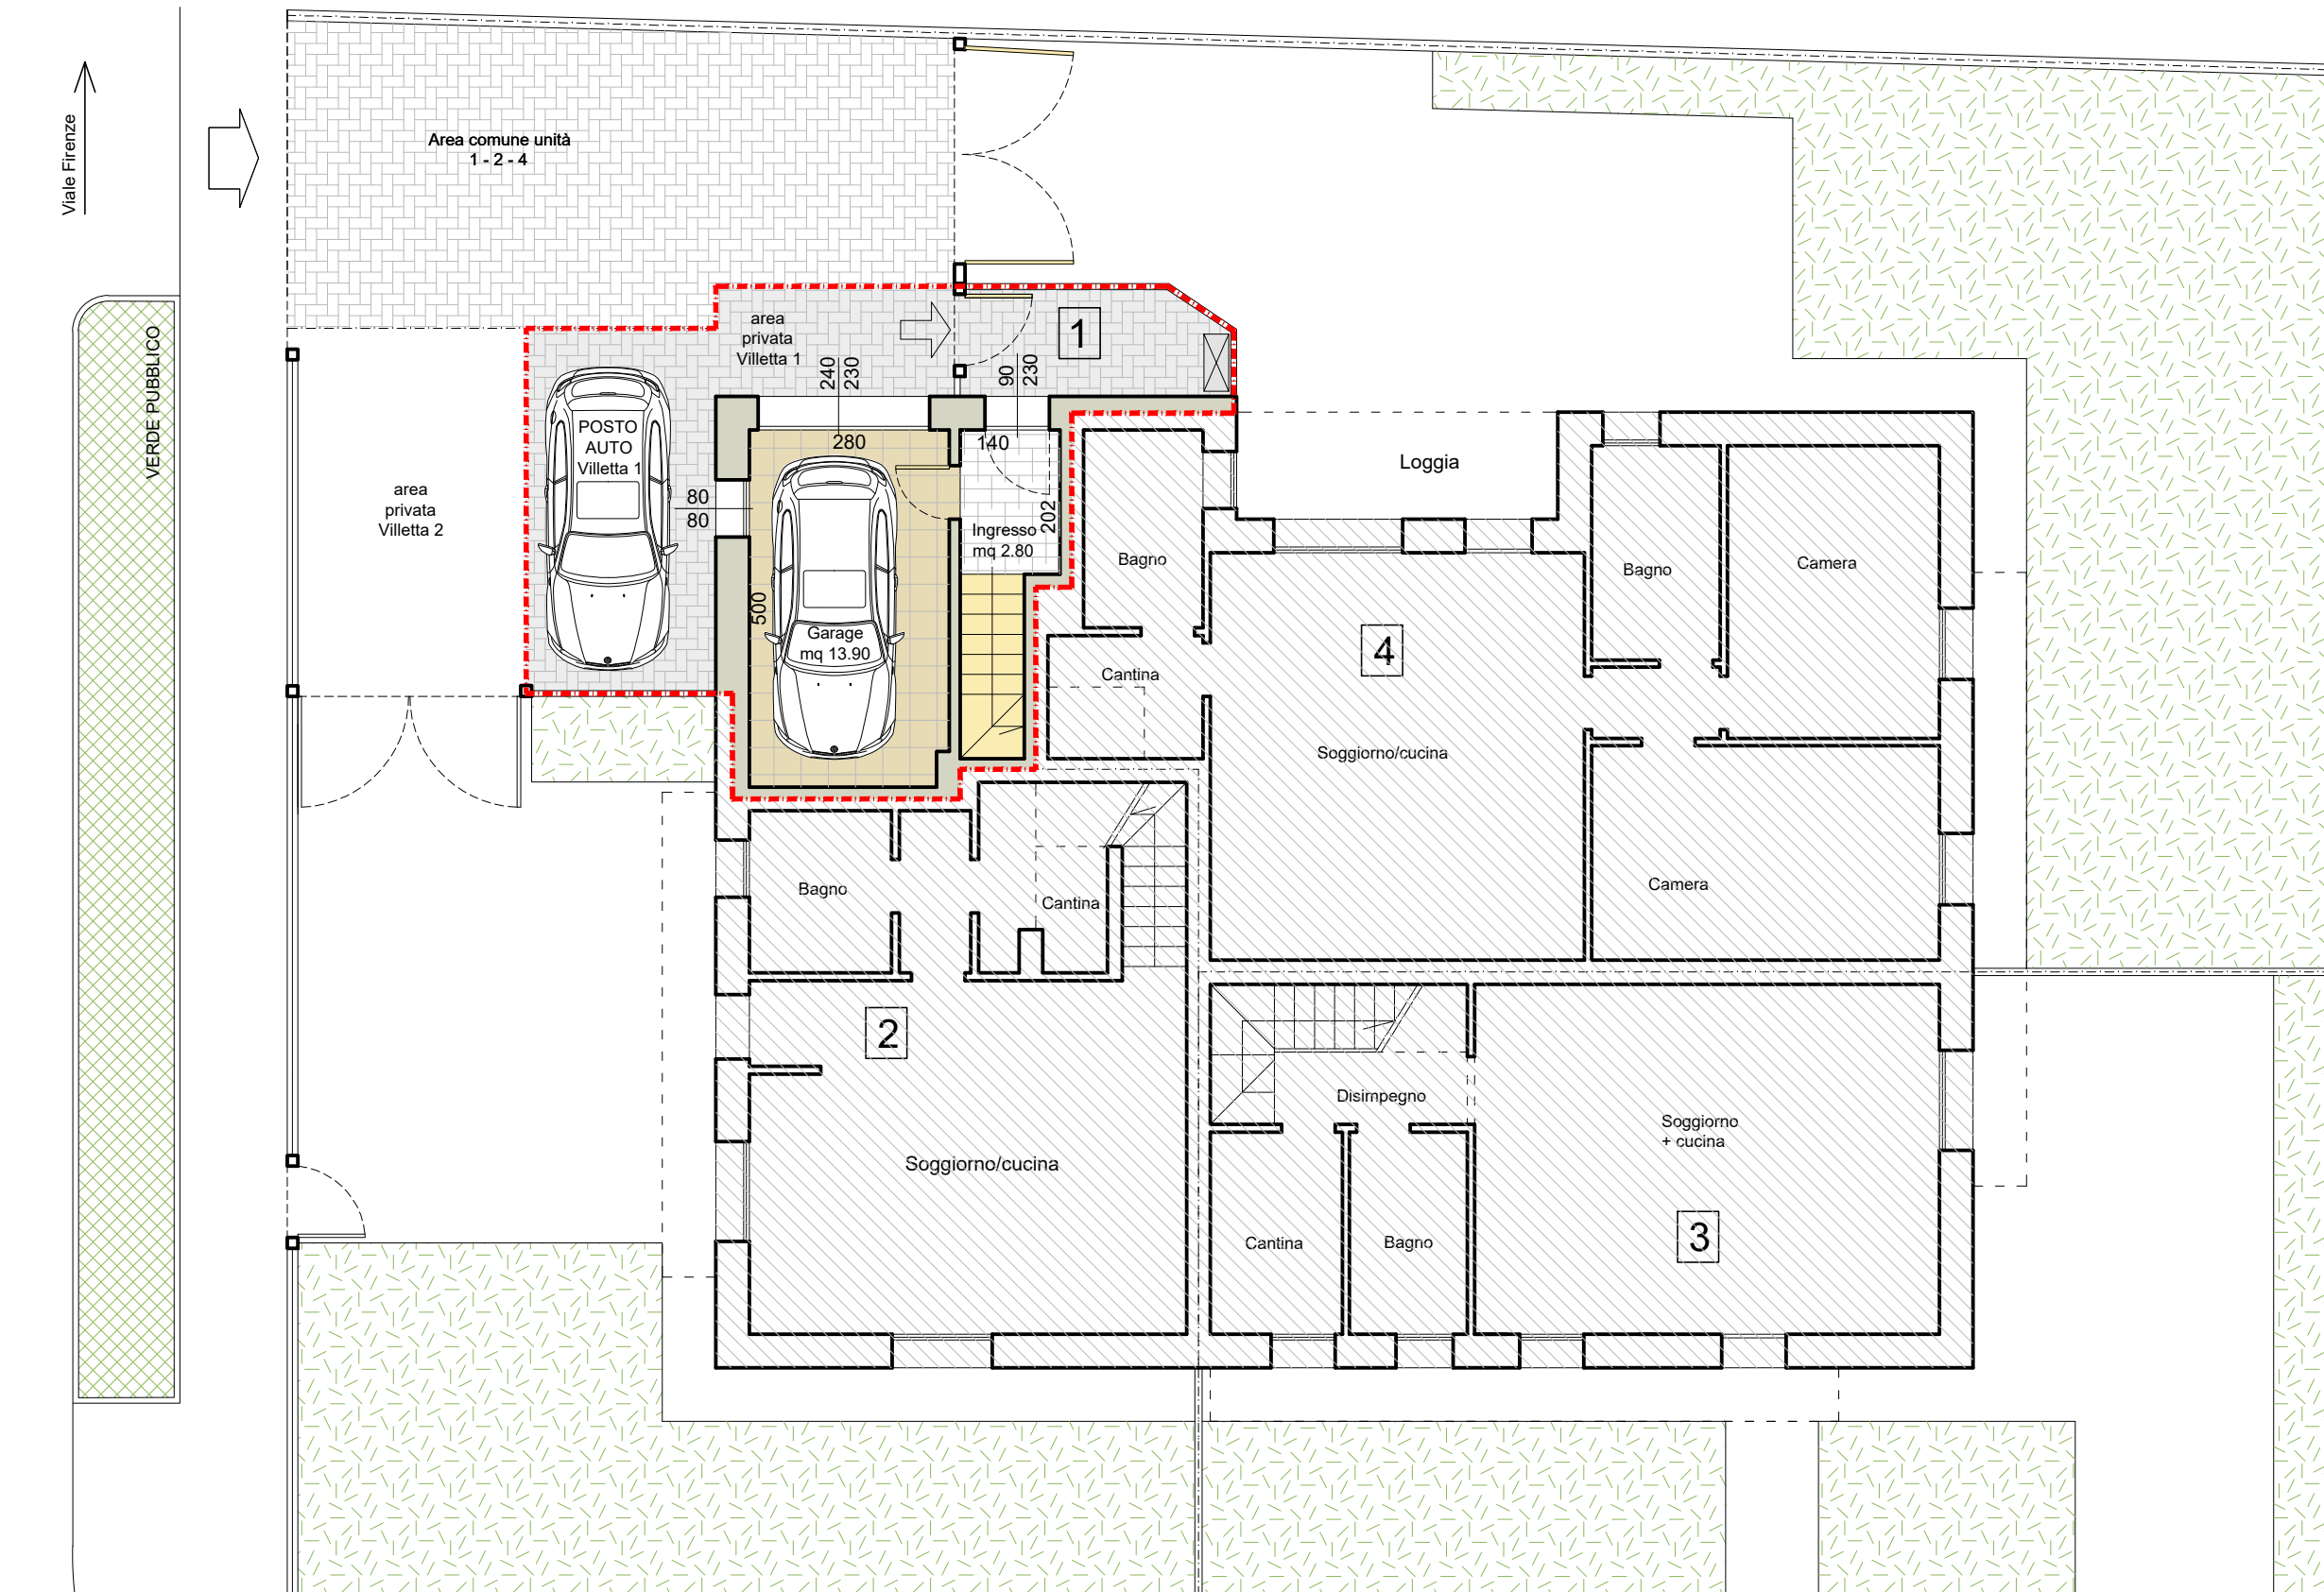 Viale Firenze
VERDE PUBBLICO
Area comune unità
1 - 2 - 4
area
privata
Villetta 1
1
240
230
90
230
POSTO
AUTO
Villetta 1
area
privata
Villetta 2
80
80
280
140
202
500
Ingresso
mq 2.80
Garage
mq 13.90
Loggia
Bagno
Cantina
4
Soggiorno/cucina
Bagno
Camera
Camera
Bagno
Cantina
2
Soggiorno/cucina
Disimpegno
Soggiorno
+ cucina
Cantina
Bagno
3